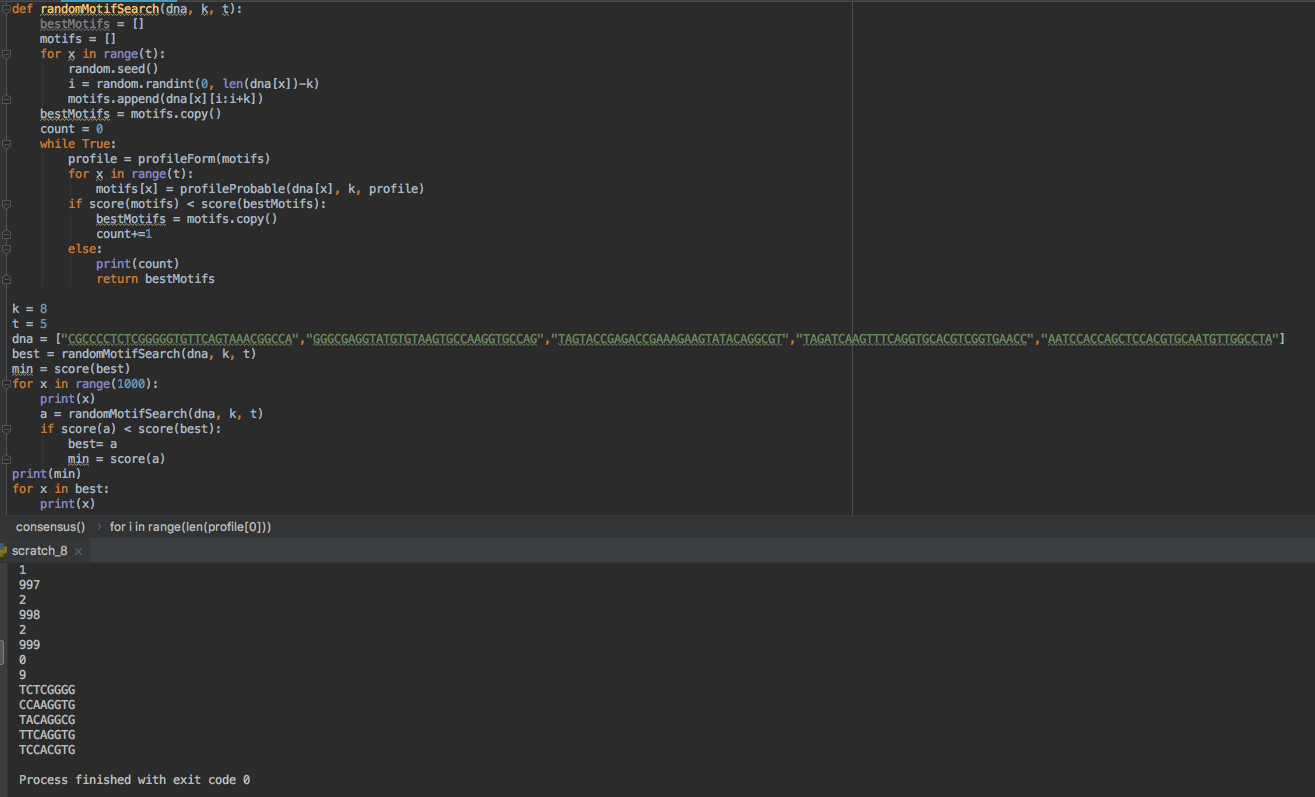 def randomMotifSearch(dna, k, t):
    bestMotifs = []
    motifs = []
    for x in range(t):
        random.seed()
        i = random.randint(0, len(dna[x])-k)
        motifs.append(dna[x][i:i+k])
    bestMotifs = motifs.copy()
    count = 0
    while True:
        profile = profileForm(motifs)
        for x in range(t):
            motifs[x] = profileProbable(dna[x], k, profile)
        if score(motifs) < score(bestMotifs):
            bestMotifs = motifs.copy()
            count+=1
        else:
            print(count)
            return bestMotifs
k = 8
t = 5
dna = ["CGCCCCTCTCGGGGGTGTTCAGTAAACGGCCA","GGGCGAGGTATGTGTAAGTGCCAAGGTGCCAG","TAGTACCGAGACCGAAAGAAGTATACAGGCGT","TAGATCAAGTTTCAGGTGCACGTCGGTGAACC","AATCCACCAGCTCCACGTGCAATGTTGGCCTA"]
best = randomMotifSearch(dna, k, t)
min = score(best)
for x in range(1000):
    print(x)
    a = randomMotifSearch(dna, k, t)
    if score(a) < score(best):
        best= a
        min = score(a)
print(min)
for x in best:
    print(x)
consensus() › for i in range(len(profile[0]))
scratch_8 ×
1
997
2
998
2
999
0
9
TCTCGGGG
CCAAGGTG
TACAGGCG
TTCAGGTG
TCCACGTG
Process finished with exit code 0